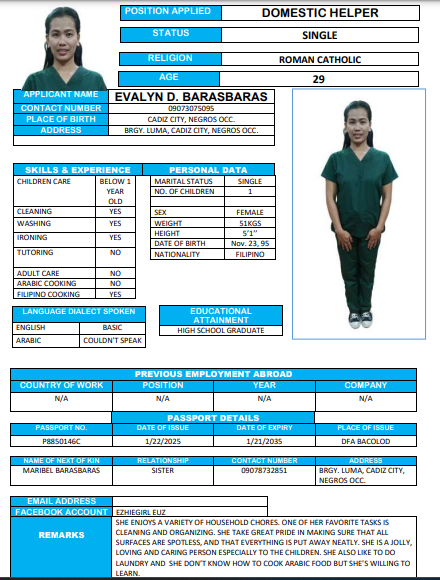 POSITION APPLIED DOMESTIC HELPER
STATUS SINGLE
RELIGION ROMAN CATHOLIC
AGE 29
APPLICANT NAME EVALYN D. BARASBARAS
CONTACT NUMBER 09073075095
PLACE OF BIRTH CADIZ CITY, NEGROS OCC.
ADDRESS BRGY. LUMA, CADIZ CITY, NEGROS OCC.
SKILLS & EXPERIENCE
CHILDREN CARE BELOW 1 YEAR OLD
CLEANING YES
WASHING YES
IRONING YES
TUTORING NO
ADULT CARE NO
ARABIC COOKING NO
FILIPINO COOKING YES
PERSONAL DATA
MARITAL STATUS SINGLE
NO. OF CHILDREN 1
SEX FEMALE
WEIGHT 51KGS
HEIGHT 5'1"
DATE OF BIRTH Nov. 23, 95
NATIONALITY FILIPINO
LANGUAGE DIALECT SPOKEN
ENGLISH BASIC
ARABIC COULDN'T SPEAK
EDUCATIONAL
ATTAINMENT
HIGH SCHOOL GRADUATE
PREVIOUS EMPLOYMENT ABROAD
COUNTRY OF WORK POSITION YEAR COMPANY
N/A N/A N/A N/A
PASSPORT DETAILS
PASSPORT NO. DATE OF ISSUE DATE OF EXPIRY PLACE OF ISSUE
P8850146C 1/22/2025 1/21/2035 DFA BACOLOD
NAME OF NEXT OF KIN RELATIONSHIP CONTACT NUMBER ADDRESS
MARIBEL BARASBARAS SISTER 09078732851 BRGY. LUMA, CADIZ CITY,
NEGROS OCC.
EMAIL ADDRESS
FACEBOOK ACCOUNT EZHIEGIRL EUZ
REMARKS
SHE ENJOYS A VARIETY OF HOUSEHOLD CHORES. ONE OF HER FAVORITE TASKS IS
CLEANING AND ORGANIZING. SHE TAKE GREAT PRIDE IN MAKING SURE THAT ALL
SURFACES ARE SPOTLESS, AND THAT EVERYTHING IS PUT AWAY NEATLY. SHE IS A JOLLY,
LOVING AND CARING PERSON ESPECIALLY TO THE CHILDREN. SHE ALSO LIKE TO DO
LAUNDRY AND SHE DON'T KNOW HOW TO COOK ARABIC FOOD BUT SHE'S WILLING TO
LEARN.